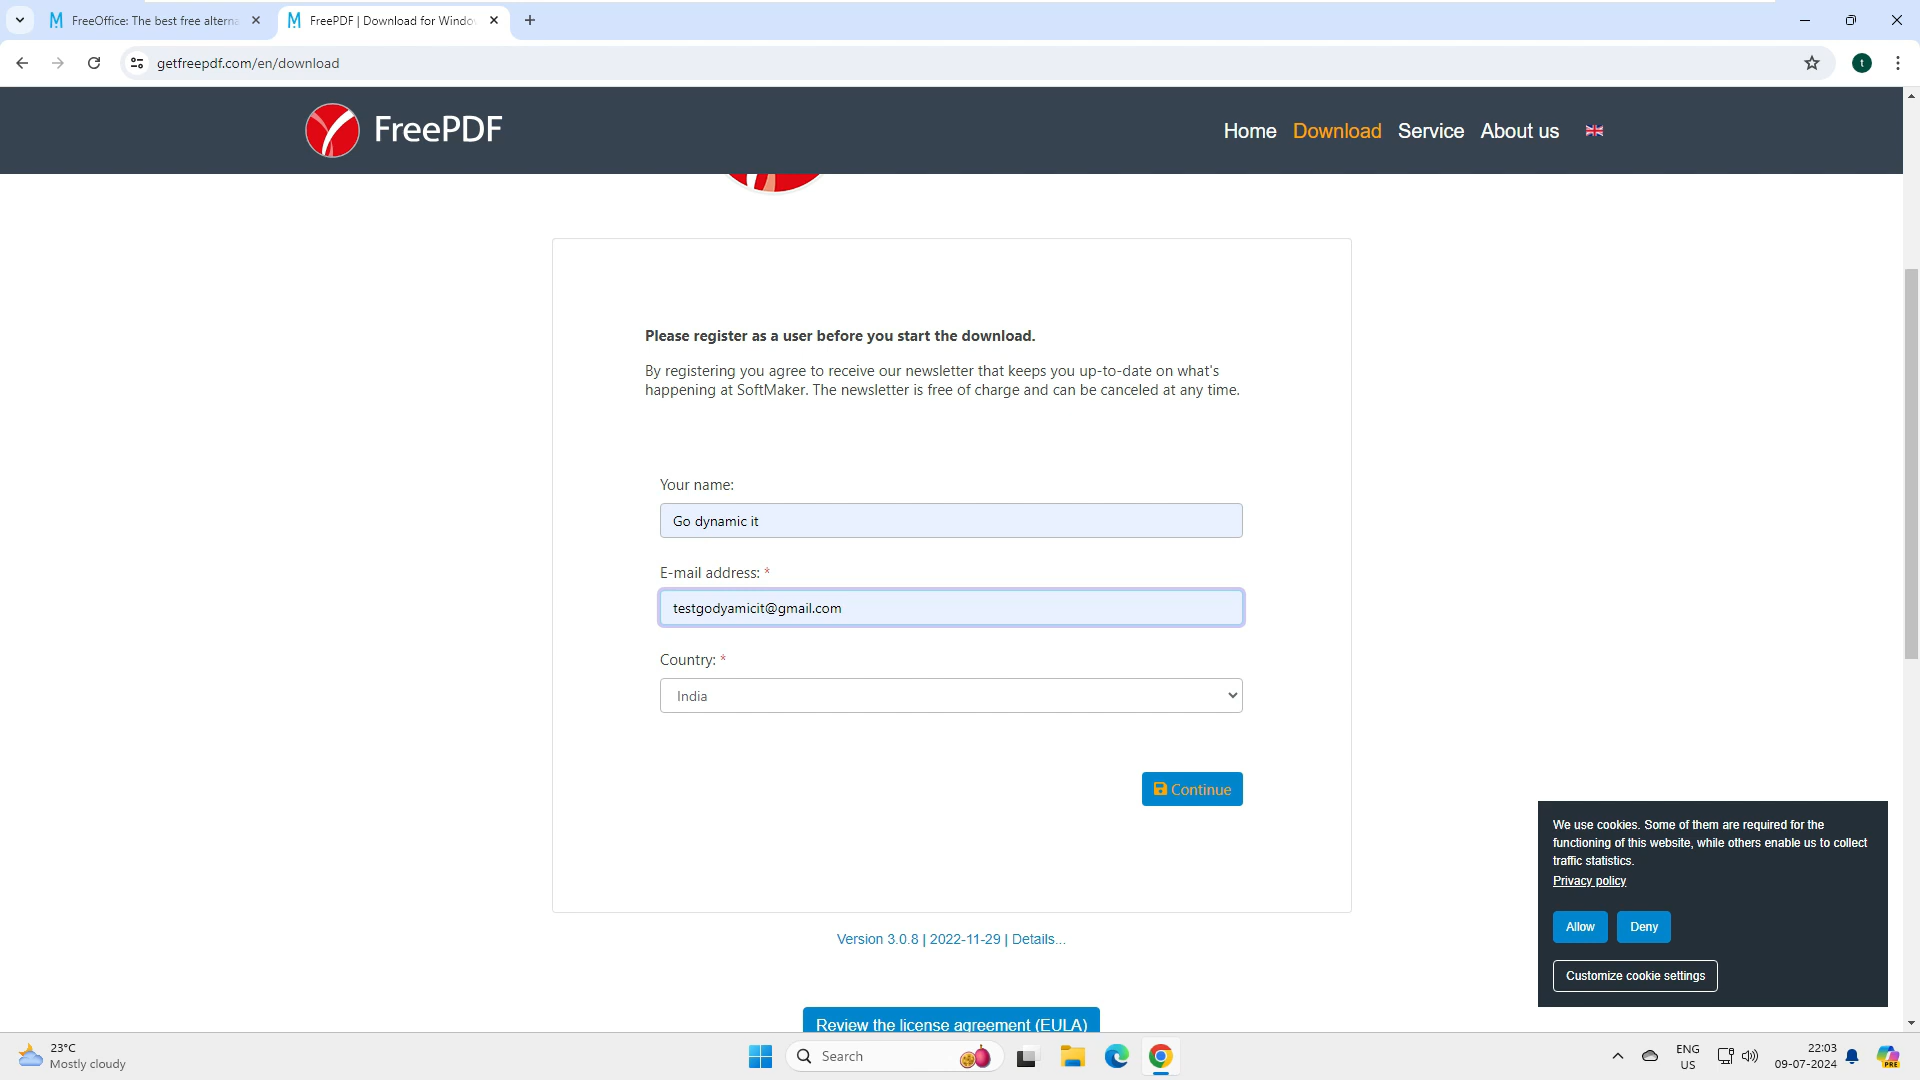 FreeOffice: The best free alterna
FreePDF | Download for Windo
getfreepdf.com/en/download
t
FreePDF
Home Download Service About us
Please register as a user before you start the download.
By registering you agree to receive our newsletter that keeps you up-to-date on what's
happening at SoftMaker. The newsletter is free of charge and can be canceled at any time.
Your name:
Go dynamic it
E-mail address: *
testgodyamicit@gmail.com
Country: *
India
Continue
We use cookies. Some of them are required for the
functioning of this website, while others enable us to collect
traffic statistics.
Privacy policy
Allow Deny
Customize cookie settings
Version 3.0.8 | 2022-11-29 | Details...
Review the license agreement (EULA)
23°C
Mostly cloudy
Search
ENG
US
22:03
09-07-2024
PRE